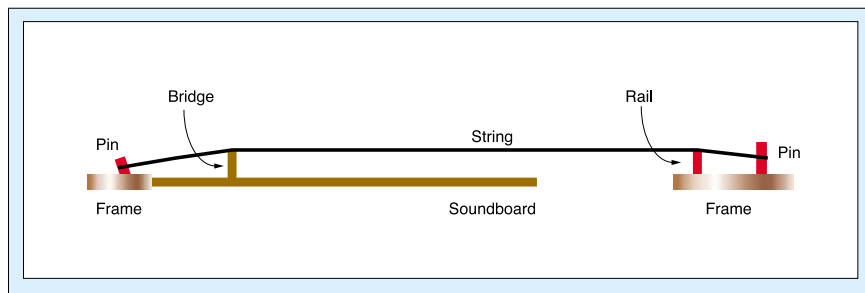 Bridge
Rail
Pin
String
Pin
Frame
Soundboard
Frame